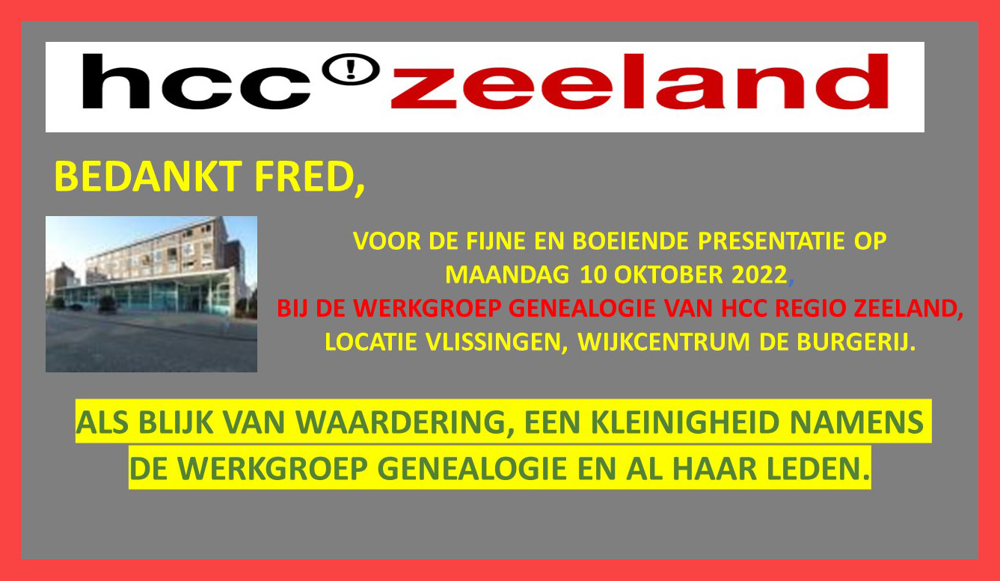 hcc! zeeland
BEDANKT FRED,
VOOR DE FIJNE EN BOEIENDE PRESENTATIE OP
MAANDAG 10 OKTOBER 2022,
BIJ DE WERKGROEP GENEALOGIE VAN HCC REGIO ZEELAND,
LOCATIE VLISSINGEN, WIJKCENTRUM DE BURGERIJ.
ALS BLIJK VAN WAARDERING, EEN KLEINIGHEID NAMENS
DE WERKGROEP GENEALOGIE EN AL HAAR LEDEN.